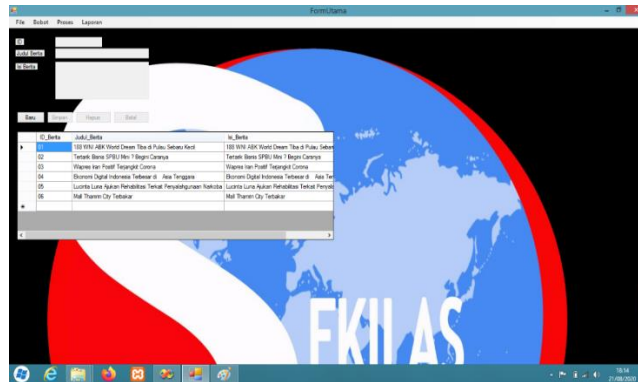 FormUtama
File Debut Proses Laporan
ID
Judul Berita
Isi Berita
Baru Simpan Hapus Batal
ID_Berita Judul_Berita Isi_Berita
01 188 WNI ABK World Dream Tiba di Pulau Sebaru Kecil 188 WNI ABK World Dream Tiba di Pulau Sebaru
02 Tertarik Bisnis SPBU Mini ? Begini Caranya Tertarik Bisnis SPBU Mini ? Begini Caranya
03 Wapres Iran Positif Terjangkit Corona Wapres Iran Positif Terjangkit Corona
04 Ekonomi Digital Indonesia Terbesar di Asia Tenggara Ekonomi Digital Indonesia Terbesar di Asia Ten
05 Lucinta Luna Ajukan Rehabilitas Terkait Penyalahgunaan Narkoba Lucinta Luna Ajukan Rehabilitas Terkait Penyala
06 Mall Thamrin City Terbakar Mall Thamrin City Terbakar
EKILAS
18:14
21/08/2020